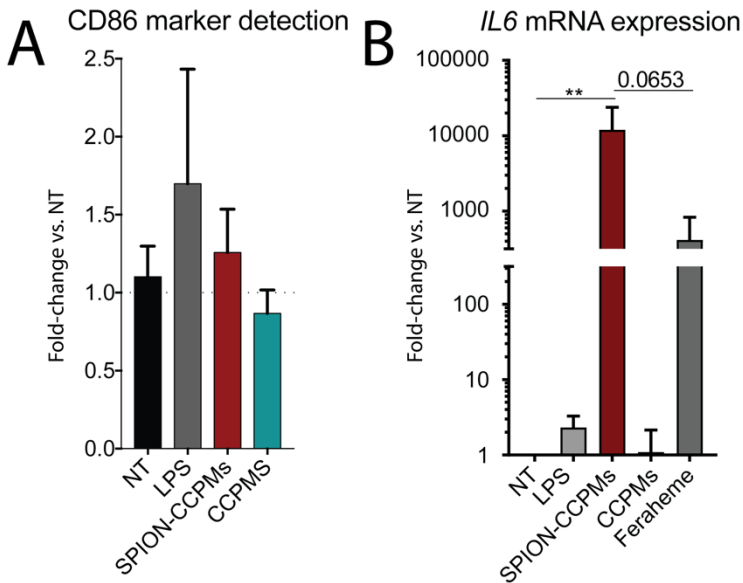 A
CD86 marker detection
Fold-change vs. NT
2.5
2.0
1.5
1.0
0.5
0.0
NT
LPS
SPION-CCPMs
CCPMS
B
IL6 mRNA expression
Fold-change vs. NT
100000
10000
1000
100
10
1
**
0.0653
NT
LPS
SPION-CCPMs
CCPMs
Feraheme